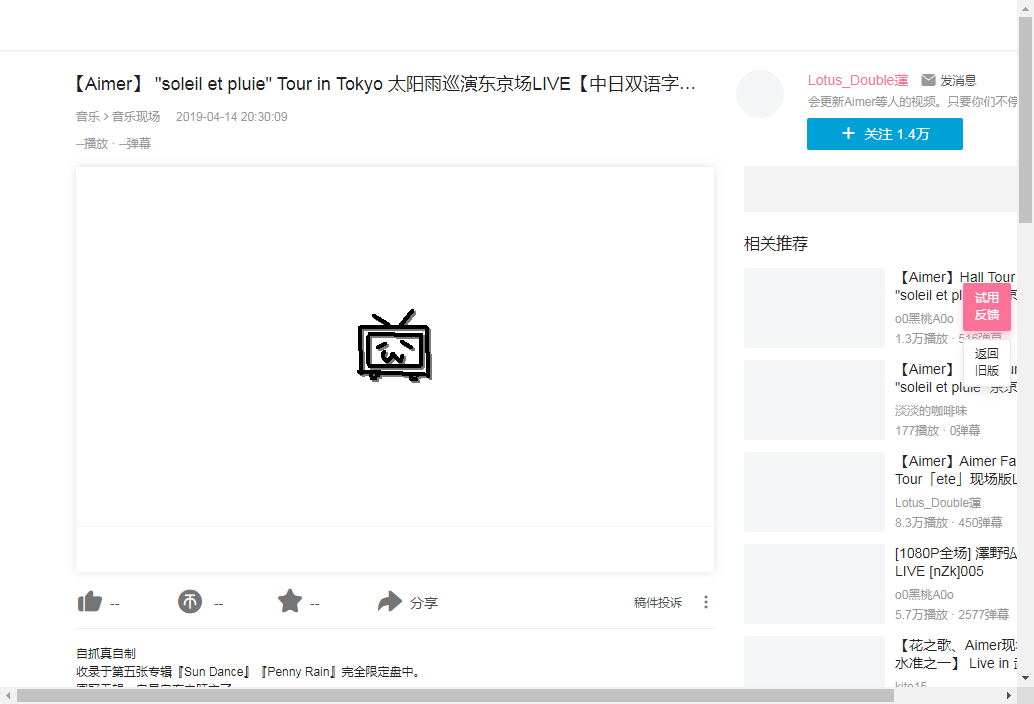 【Aimer】 "soleil et pluie" Tour in Tokyo 太阳雨巡演东京场LIVE【中日双语字...
音乐 > 音乐现场 2019-04-14 20:30:09
--播放 · --弹幕
--
--
--
分享
稿件投诉
自抓真自制
收录于第五张专辑『Sun Dance』『Penny Rain』完全限定盘中。
Lotus_Double蓮 发消息
会更新Aimer等人的视频。只要你们不停
+ 关注 1.4万
相关推荐
【Aimer】Hall Tour
"soleil et pl
o0黑桃A0o
1.3万播放 · 516弹幕
试用
反馈
返回
旧版
【Aimer】
"soleil et pluie" 东京
淡淡的咖啡味
177播放 · 0弹幕
【Aimer】Aimer Fa
Tour「ete」现场版L
Lotus_Double蓮
8.3万播放 · 450弹幕
[1080P全场] 澤野弘
LIVE [nZk]005
o0黑桃A0o
5.7万播放 · 2577弹幕
【花之歌、Aimer现场
水准之一】 Live in 
kito15